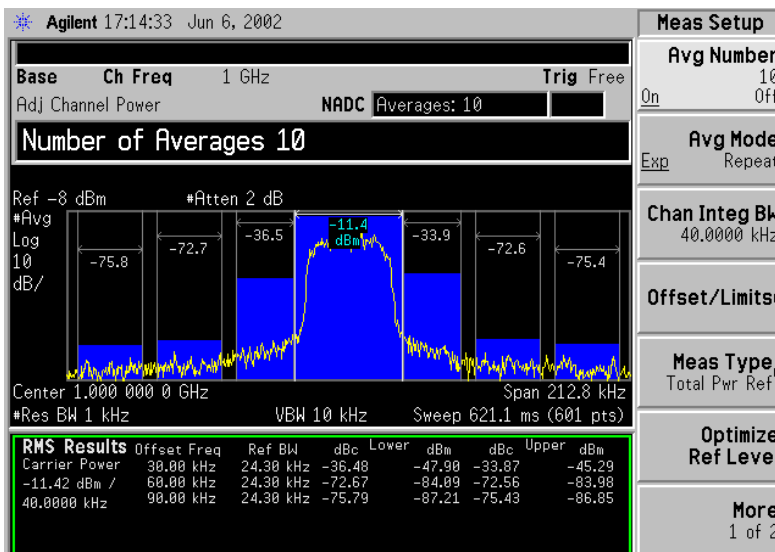 Agilent 17:14:33 Jun 6, 2002
Base Ch Freq 1 GHz Trig Free
Adj Channel Power NADC Averages: 10
Number of Averages 10
Ref -8 dBm #Atten 2 dB
#Avg
Log
10
dB/
-75.8
-72.7
-36.5
-11.4
dBm
-33.9
-72.6
-75.4
Center 1.000 000 0 GHz Span 212.8 kHz
#Res BW 1 kHz VBW 10 kHz Sweep 621.1 ms (601 pts)
RMS Results Offset Freq Ref BW dBc Lower dBm dBc Upper dBm
Carrier Power 30.00 kHz 24.30 kHz -36.48 -47.90 -33.87 -45.29
-11.42 dBm / 60.00 kHz 24.30 kHz -72.67 -84.09 -72.56 -83.98
40.0000 kHz 90.00 kHz 24.30 kHz -75.79 -87.21 -75.43 -86.85
Meas Setup
Avg Number
10
On Off
Avg Mode
Exp Repeat
Chan Integ BW
40.0000 kHz
Offset/Limits
Meas Type
Total Pwr Ref
Optimize
Ref Level
More
1 of 2